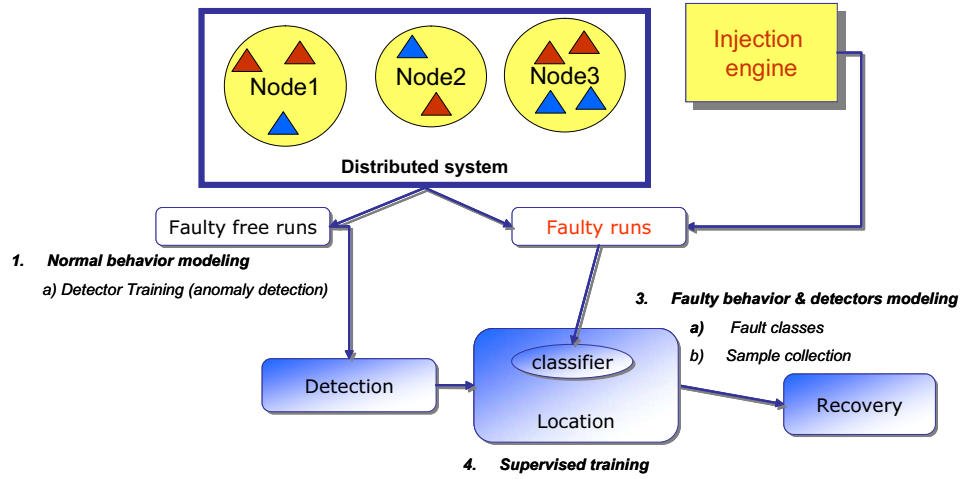 Injection
engine
Node1
Node2
Node3
Distributed system
Faulty free runs
Faulty runs
1. Normal behavior modeling
a) Detector Training (anomaly detection)
3. Faulty behavior & detectors modeling
a) Fault classes
b) Sample collection
classifier
Detection
Location
Recovery
4. Supervised training